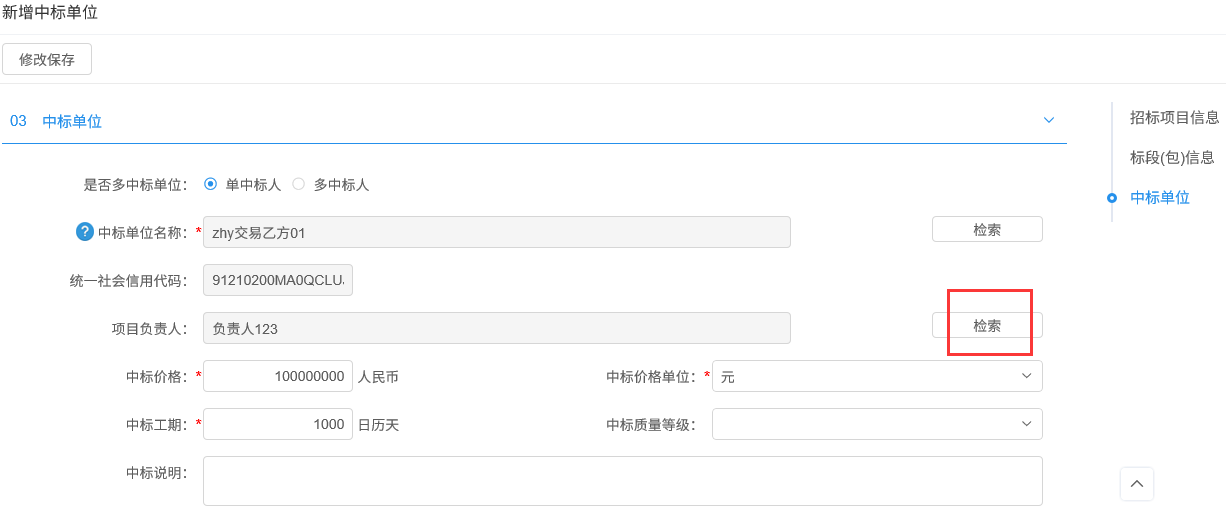 新增中标单位
修改保存
03 中标单位
招标项目信息
标段(包)信息
中标单位
是否多中标单位： 单中标人 多中标人
? 中标单位名称：* zhy交易乙方01 检索
统一社会信用代码： 91210200MA0QCLU
项目负责人： 负责人123 检索
中标价格：* 100000000 人民币 中标价格单位：* 元
中标工期：* 1000 日历天 中标质量等级：
中标说明：